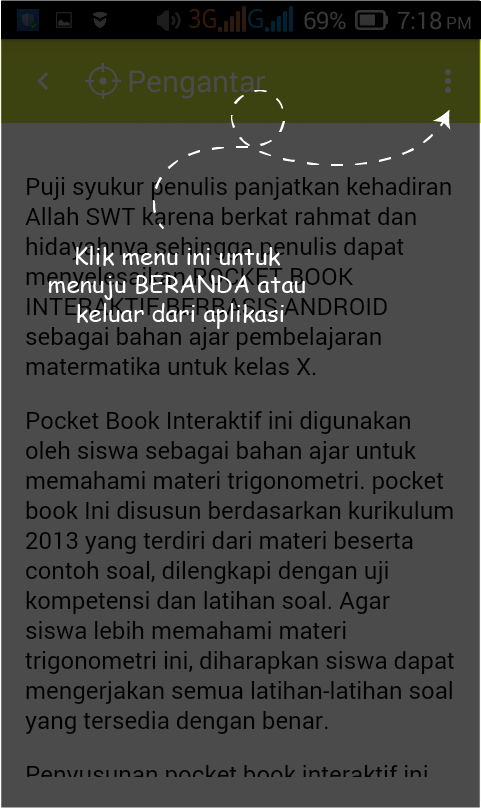 3G G 69% 7:18 PM
Pengantar
Puji syukur penulis panjatkan kehadiran
Allah SWT karena berkat rahmat dan
hidayahnya sehingga penulis dapat
menyelesaikan POCKET BOOK
INTERAKTIF BERBASIS ANDROID
sebagai bahan ajar pembelajaran
matermatika untuk kelas X.
Klik menu ini untuk
menuju BERANDA atau
keluar dari aplikasi
Pocket Book Interaktif ini digunakan
oleh siswa sebagai bahan ajar untuk
memahami materi trigonometri. pocket
book Ini disusun berdasarkan kurikulum
2013 yang terdiri dari materi beserta
contoh soal, dilengkapi dengan uji
kompetensi dan latihan soal. Agar
siswa lebih memahami materi
trigonometri ini, diharapkan siswa dapat
mengerjakan semua latihan-latihan soal
yang tersedia dengan benar.
Penyusunan pocket book interaktif ini